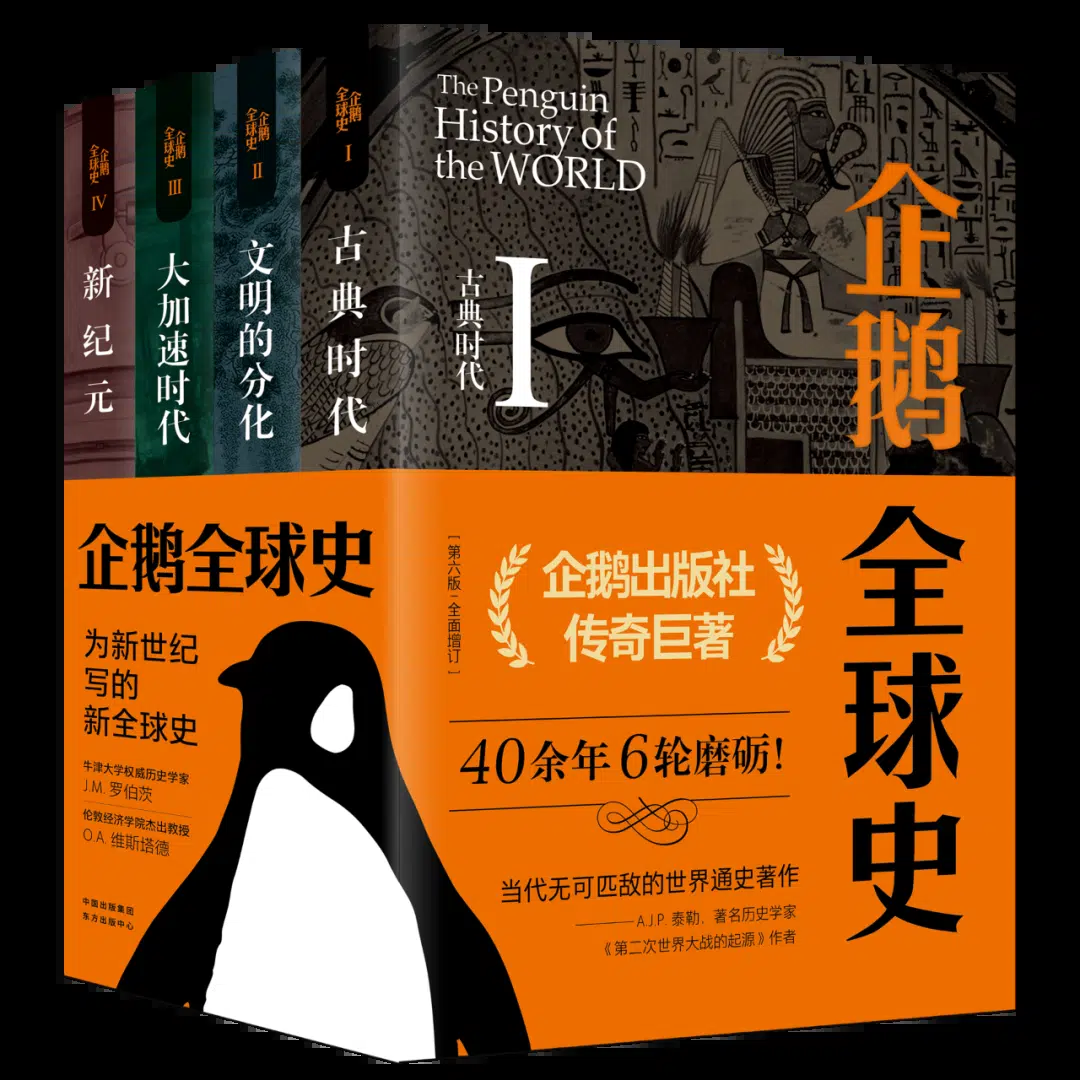 企鹅
全球史
IV
新纪元
企鹅
全球史
III
大加速时代
企鹅
全球史
II
文明的分化
企鹅
全球史
I
古典时代
The Penguin
History of
the WORLD
I
古典时代
企鹅
全球史
企鹅全球史
为新世纪
写的
新全球史
牛津大学权威历史学家
J.M. 罗伯茨
伦敦经济学院杰出教授
O.A. 维斯塔德
中国出版集团
东方出版中心
[第六版-全面增订]
企鹅出版社
传奇巨著
40余年6轮磨砺!
当代无可匹敌的世界通史著作
——A.J.P. 泰勒,著名历史学家
《第二次世界大战的起源》作者